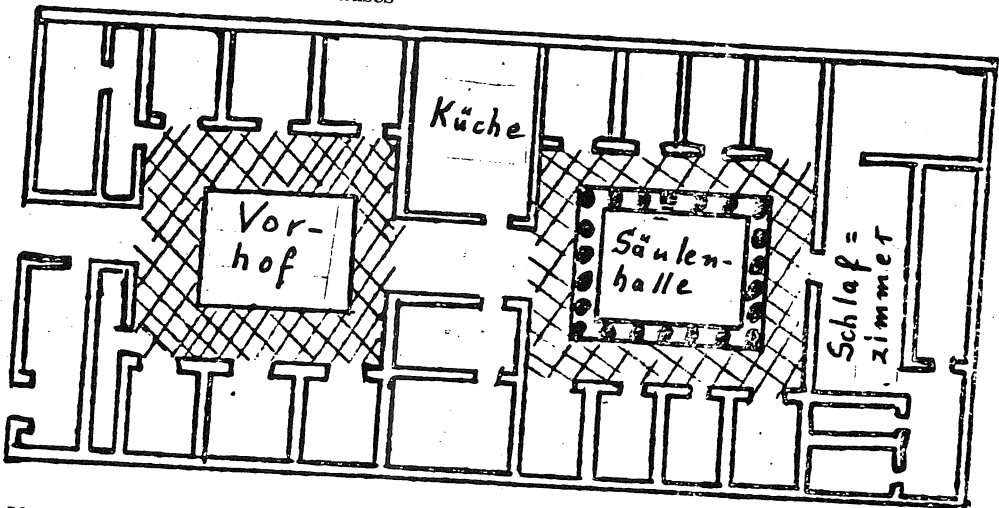 Küche
Vor-
hof
Säulen-
halle
Schlaf=
zimmer